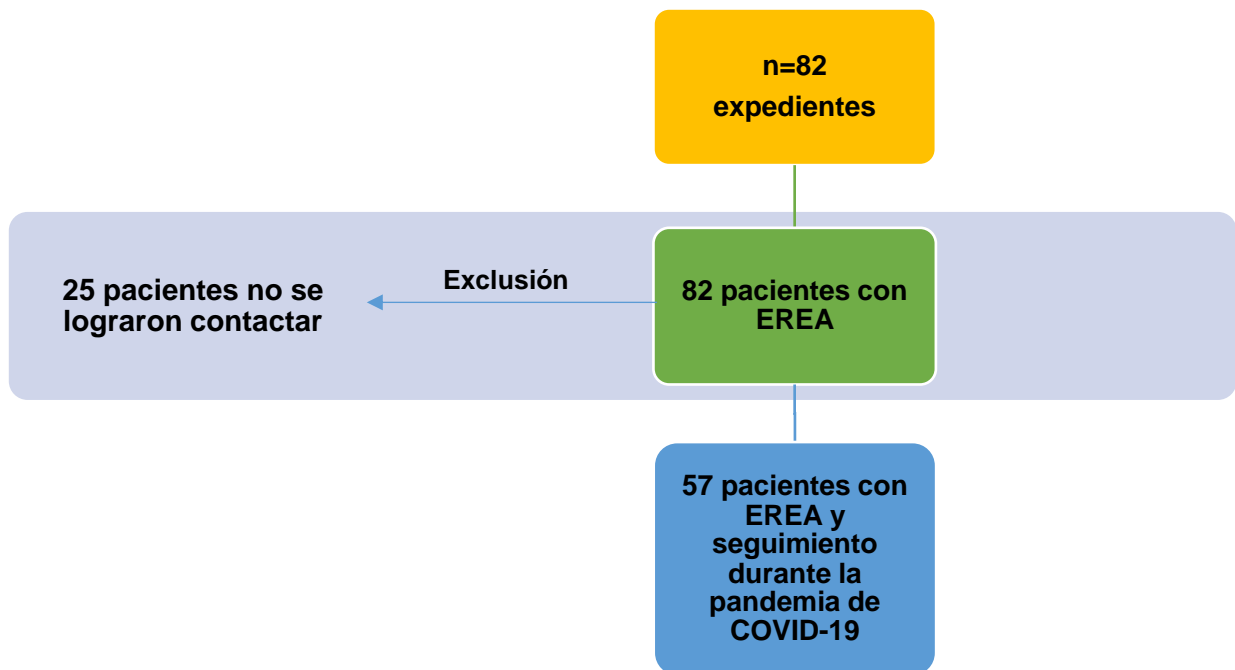 n=82
expedientes
25 pacientes no se
lograron contactar
Exclusión
82 pacientes con
EREA
57 pacientes con
EREA y
seguimiento
durante la
pandemia de
COVID-19